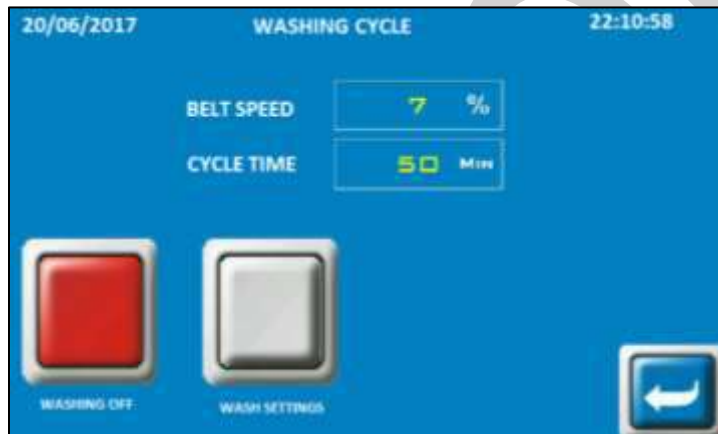 20/06/2017 WASHING CYCLE 22:10:58
BELT SPEED 7 %
CYCLE TIME 50 MIN
WASHING OFF WASH SETTINGS